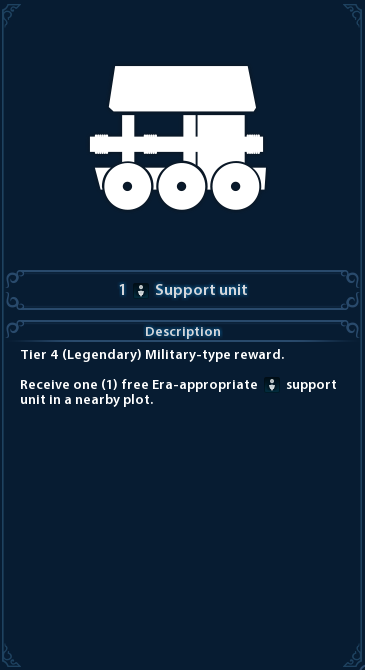 1 Support unit
Description
Tier 4 (Legendary) Military-type reward.
Receive one (1) free Era-appropriate support
unit in a nearby plot.